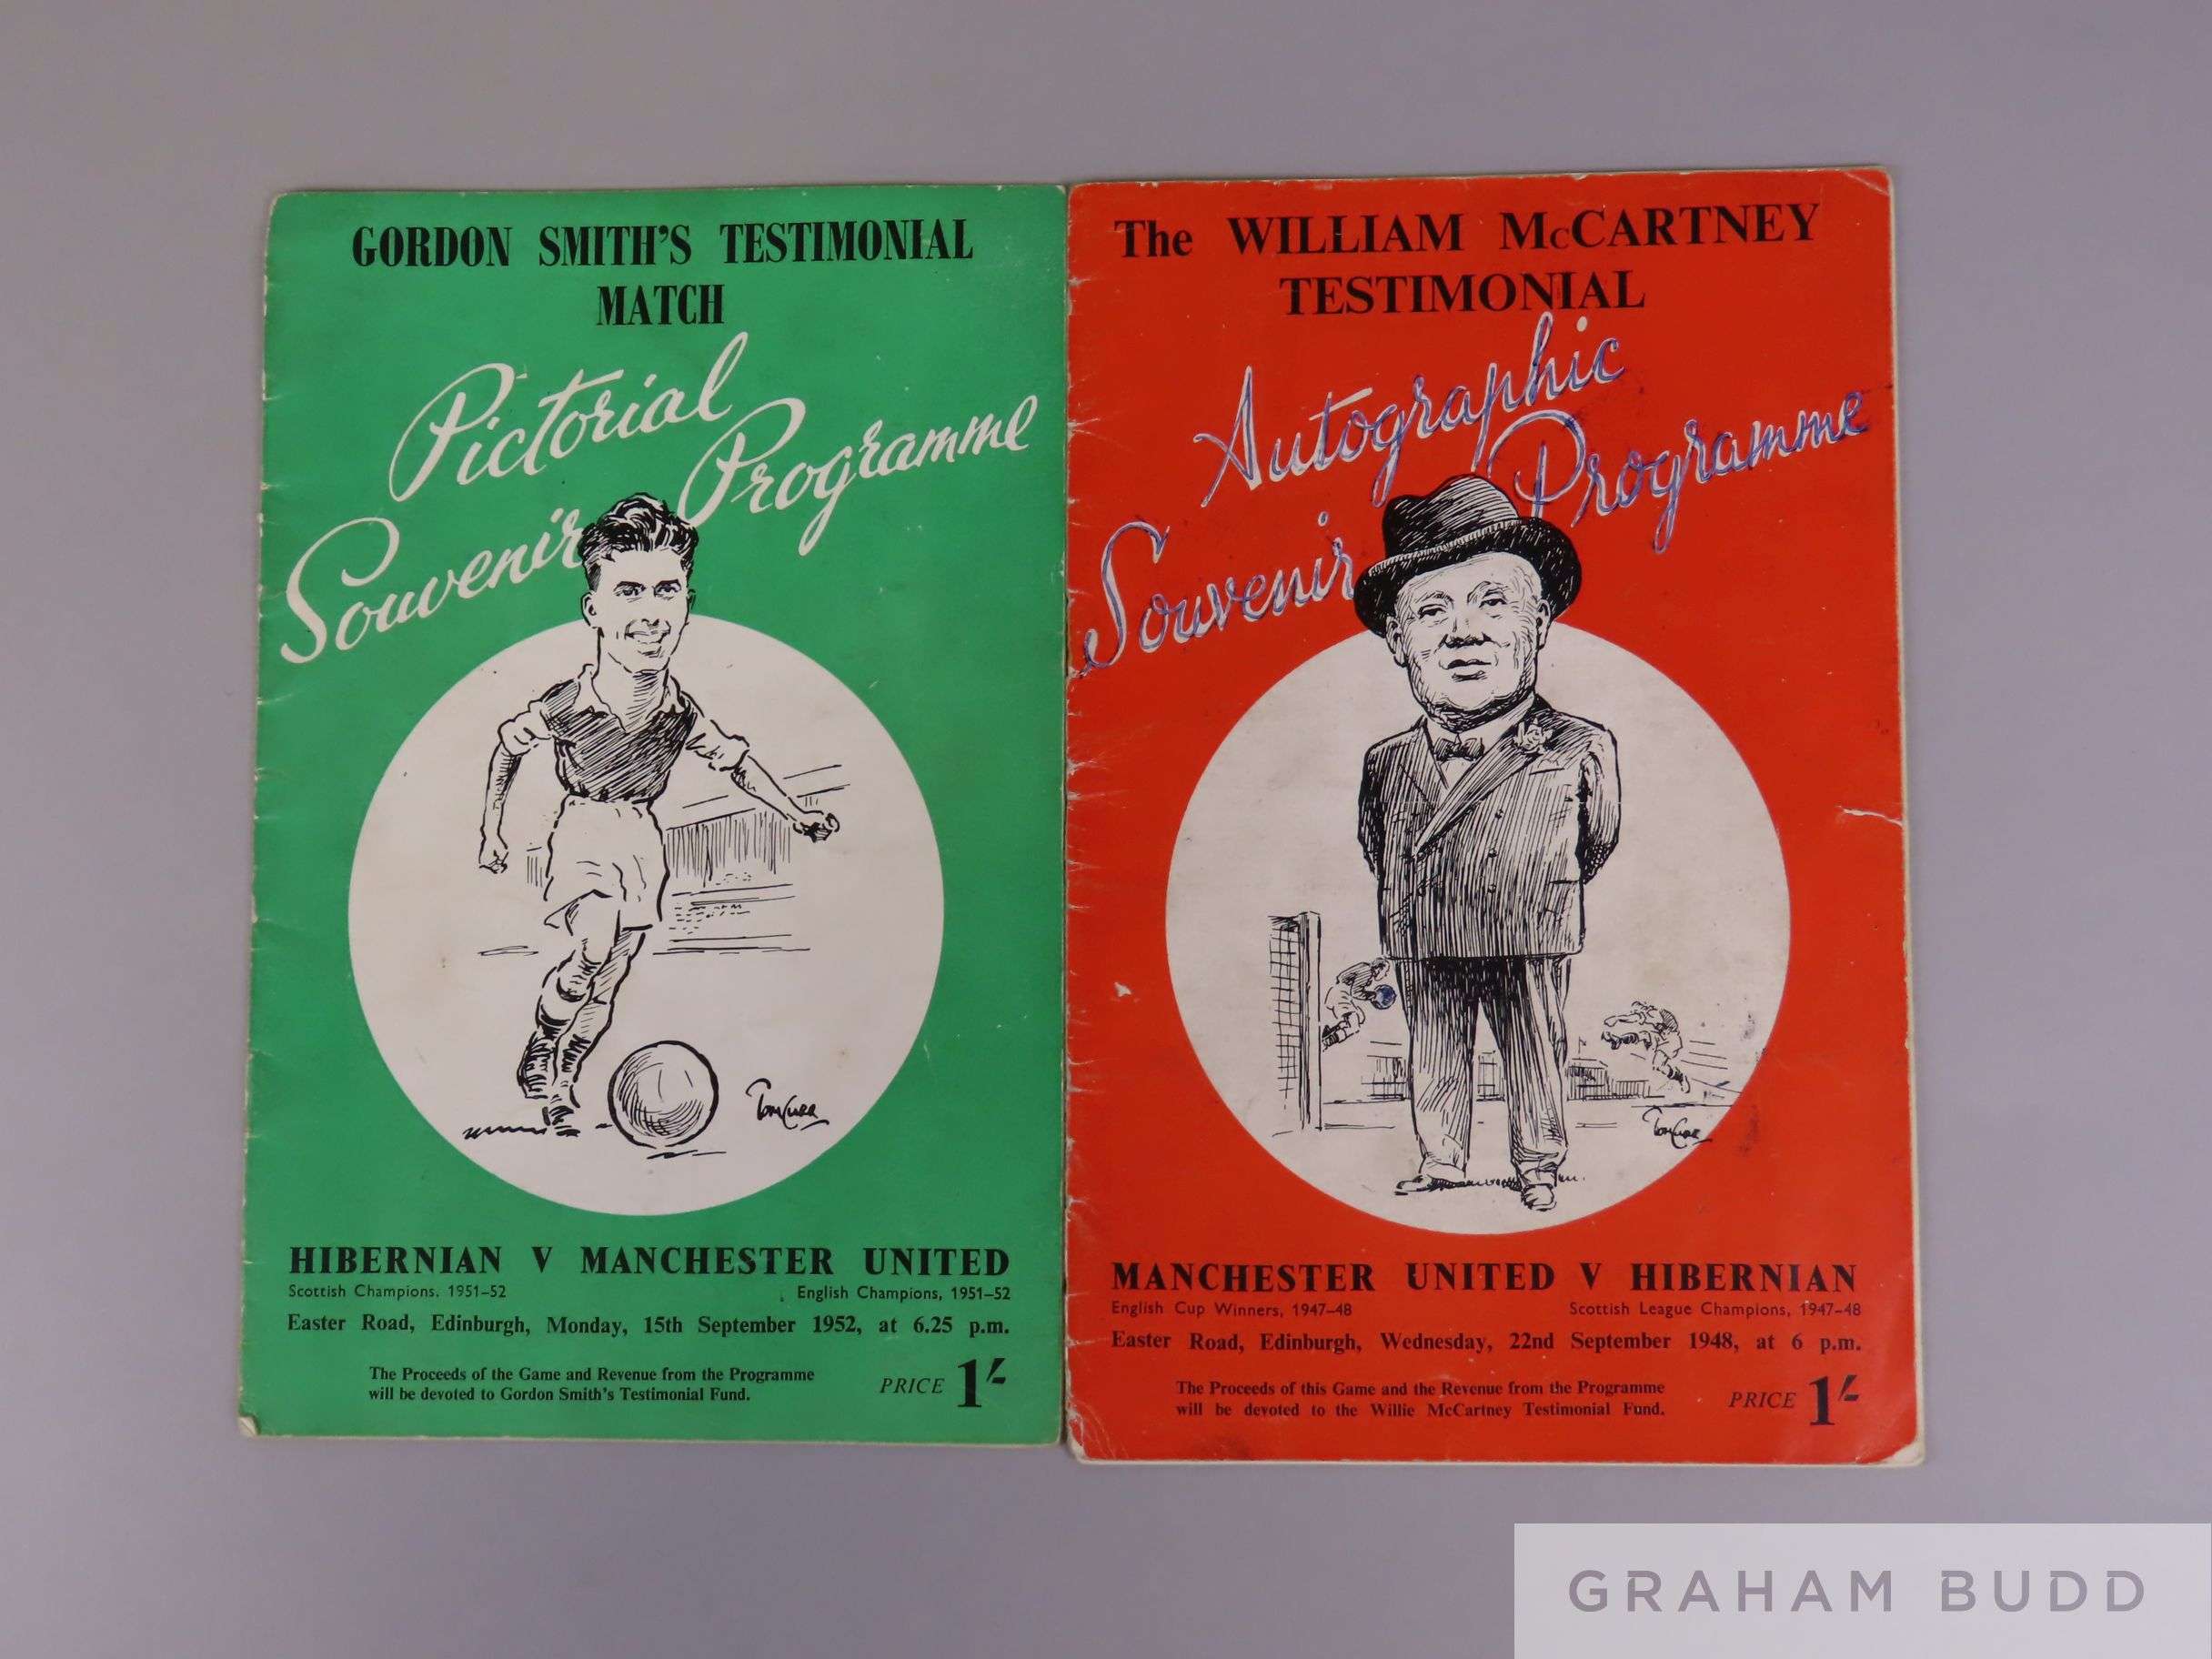 GORDON SMITH'S TESTIMONIAL
MATCH
Pictorial
Souvenir Programme
Tom Curr
HIBERNIAN V MANCHESTER UNITED
Scottish Champions, 1951-52 English Champions, 1951-52
Easter Road, Edinburgh, Monday, 15th September 1952, at 6.25 p.m.
The Proceeds of the Game and Revenue from the Programme
will be devoted to Gordon Smith's Testimonial Fund.
PRICE 1/-
The WILLIAM McCARTNEY
TESTIMONIAL
Autographic
Souvenir Programme
Tom Curr
MANCHESTER UNITED V HIBERNIAN
English Cup Winners, 1947-48 Scottish League Champions, 1947-48
Easter Road, Edinburgh, Wednesday, 22nd September 1948, at 6 p.m.
The Proceeds of this Game and the Revenue from the Programme
will be devoted to the Willie McCartney Testimonial Fund.
PRICE 1/-
GRAHAM BUDD